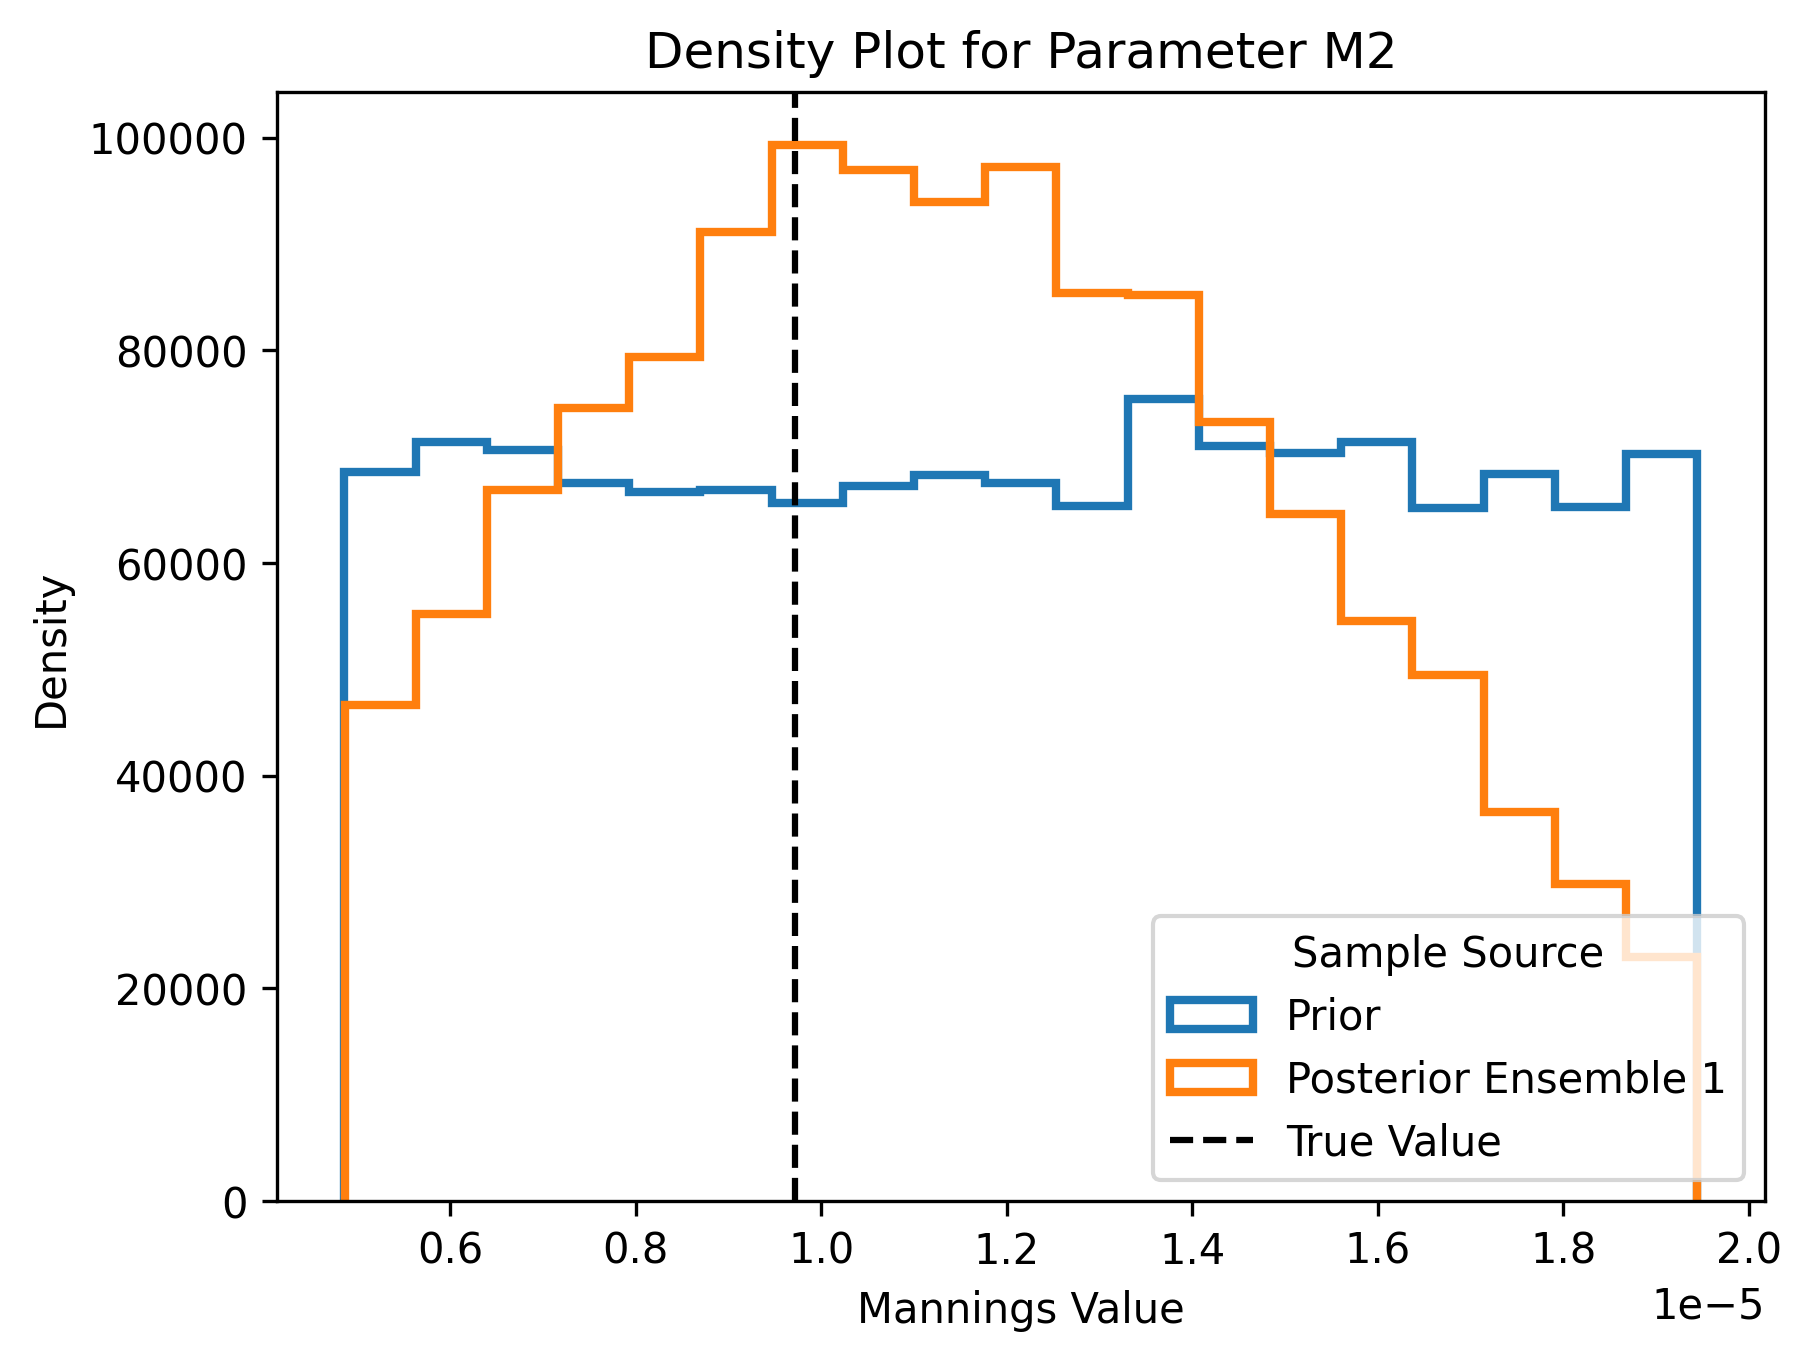 Density Plot for Parameter M2
100000
80000
60000
40000
20000
0
Density
0.6 0.8 1.0 1.2 1.4 1.6 1.8 2.0
1e−5
Mannings Value
Sample Source
Prior
Posterior Ensemble 1
True Value